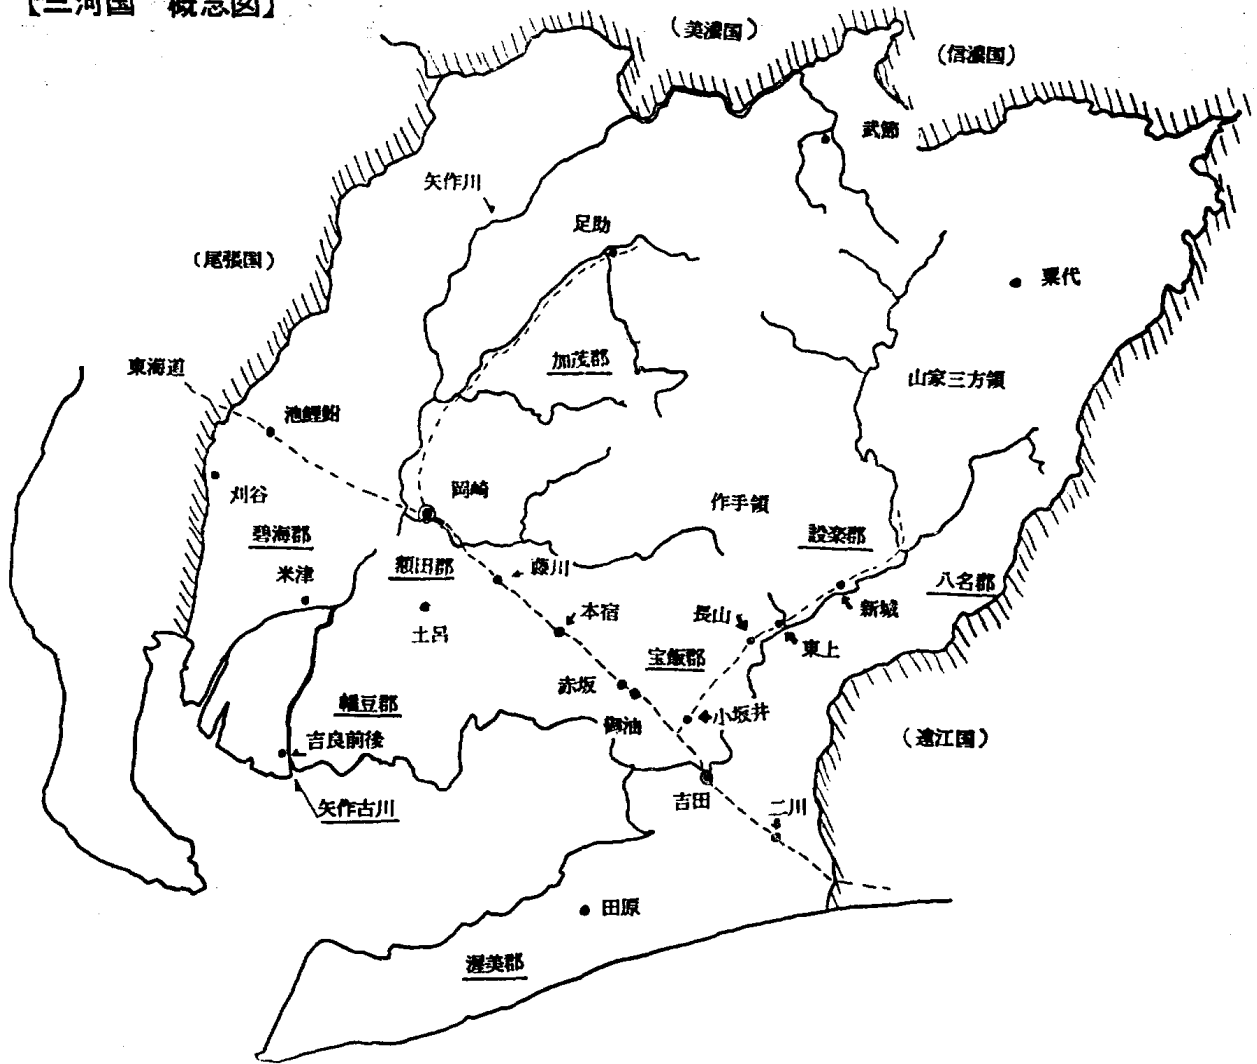 【三河国 概念図】
(美濃国)
(信濃国)
武節
矢作川
足助
(尾張国)
粟代
加茂郡
東海道
山家三方領
池鯉鮒
岡崎
刈谷
作手領
碧海郡
設楽郡
米津
額田郡
藤川
八名郡
新城
長山
本宿
土呂
東上
宝飯郡
赤坂
幡豆郡
小坂井
御油
吉良前後
(遠江国)
吉田
二川
矢作古川
田原
渥美郡